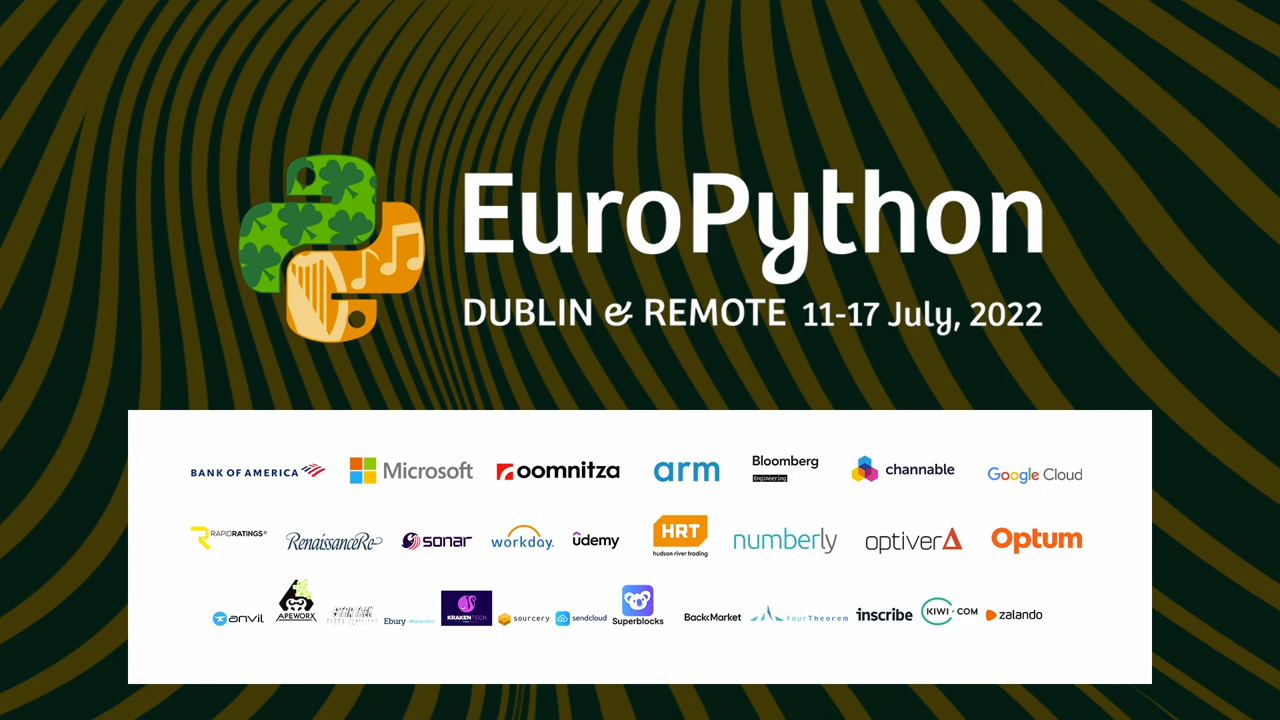 EuroPython
DUBLIN & REMOTE 11-17 July, 2022
BANK OF AMERICA Microsoft oomnitza arm Bloomberg Engineering channable Google Cloud
RAPIDRATINGS® RenaissanceRe sonar workday. udemy HRT hudson river trading numberly optiver Optum
anvil APEWORX Ebury KRAKENTECH sourcery sendcloud Superblocks BackMarket fourTheorem inscribe KIWI.COM zalando